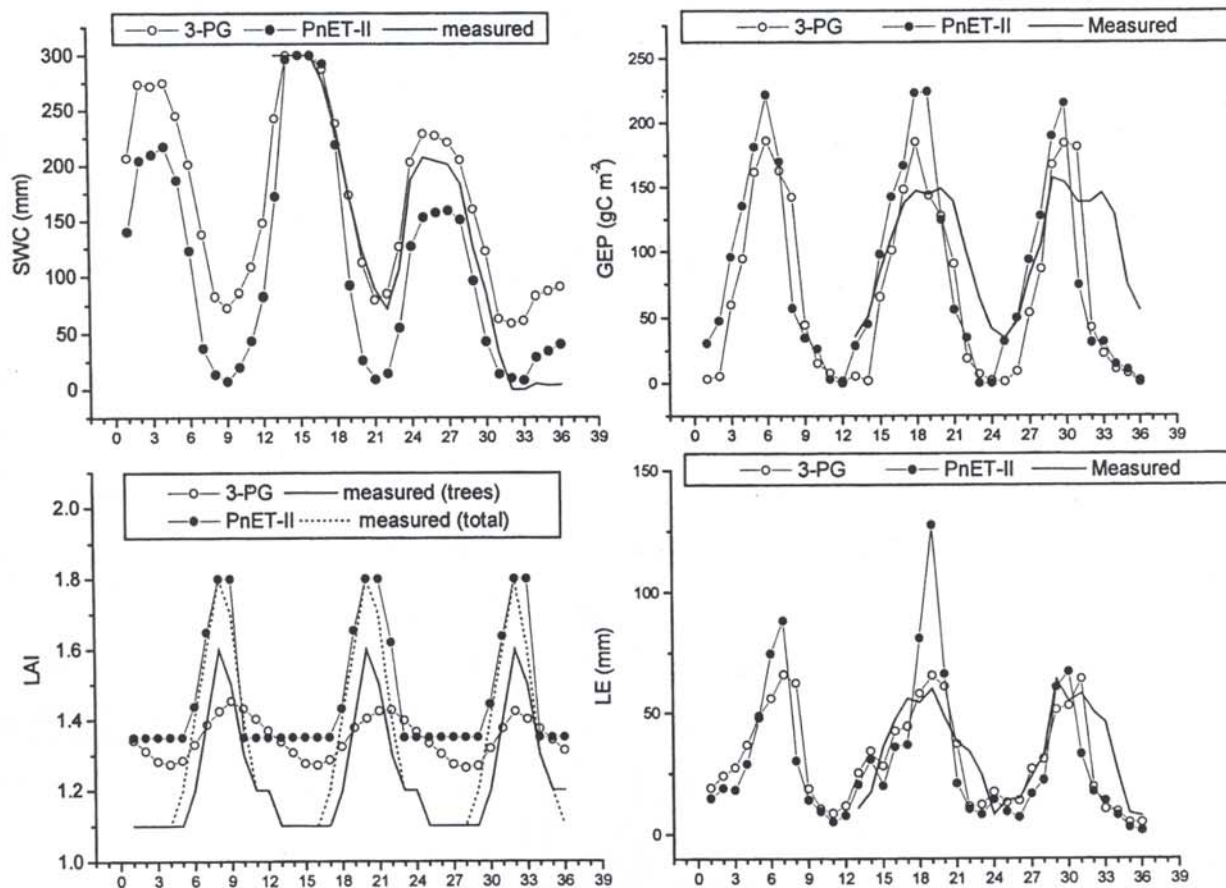 3-PG PnET-II measured
SWC (mm)
300
250
200
150
100
50
0
0 3 6 9 12 15 18 21 24 27 30 33 36 39
3-PG PnET-II Measured
GEP (gC m⁻²)
250
200
150
100
50
0
0 3 6 9 12 15 18 21 24 27 30 33 36 39
3-PG measured (trees)
PnET-II measured (total)
LAI
2.0
1.8
1.6
1.4
1.2
1.0
0 3 6 9 12 15 18 21 24 27 30 33 36 39
3-PG PnET-II Measured
LE (mm)
150
100
50
0
0 3 6 9 12 15 18 21 24 27 30 33 36 39